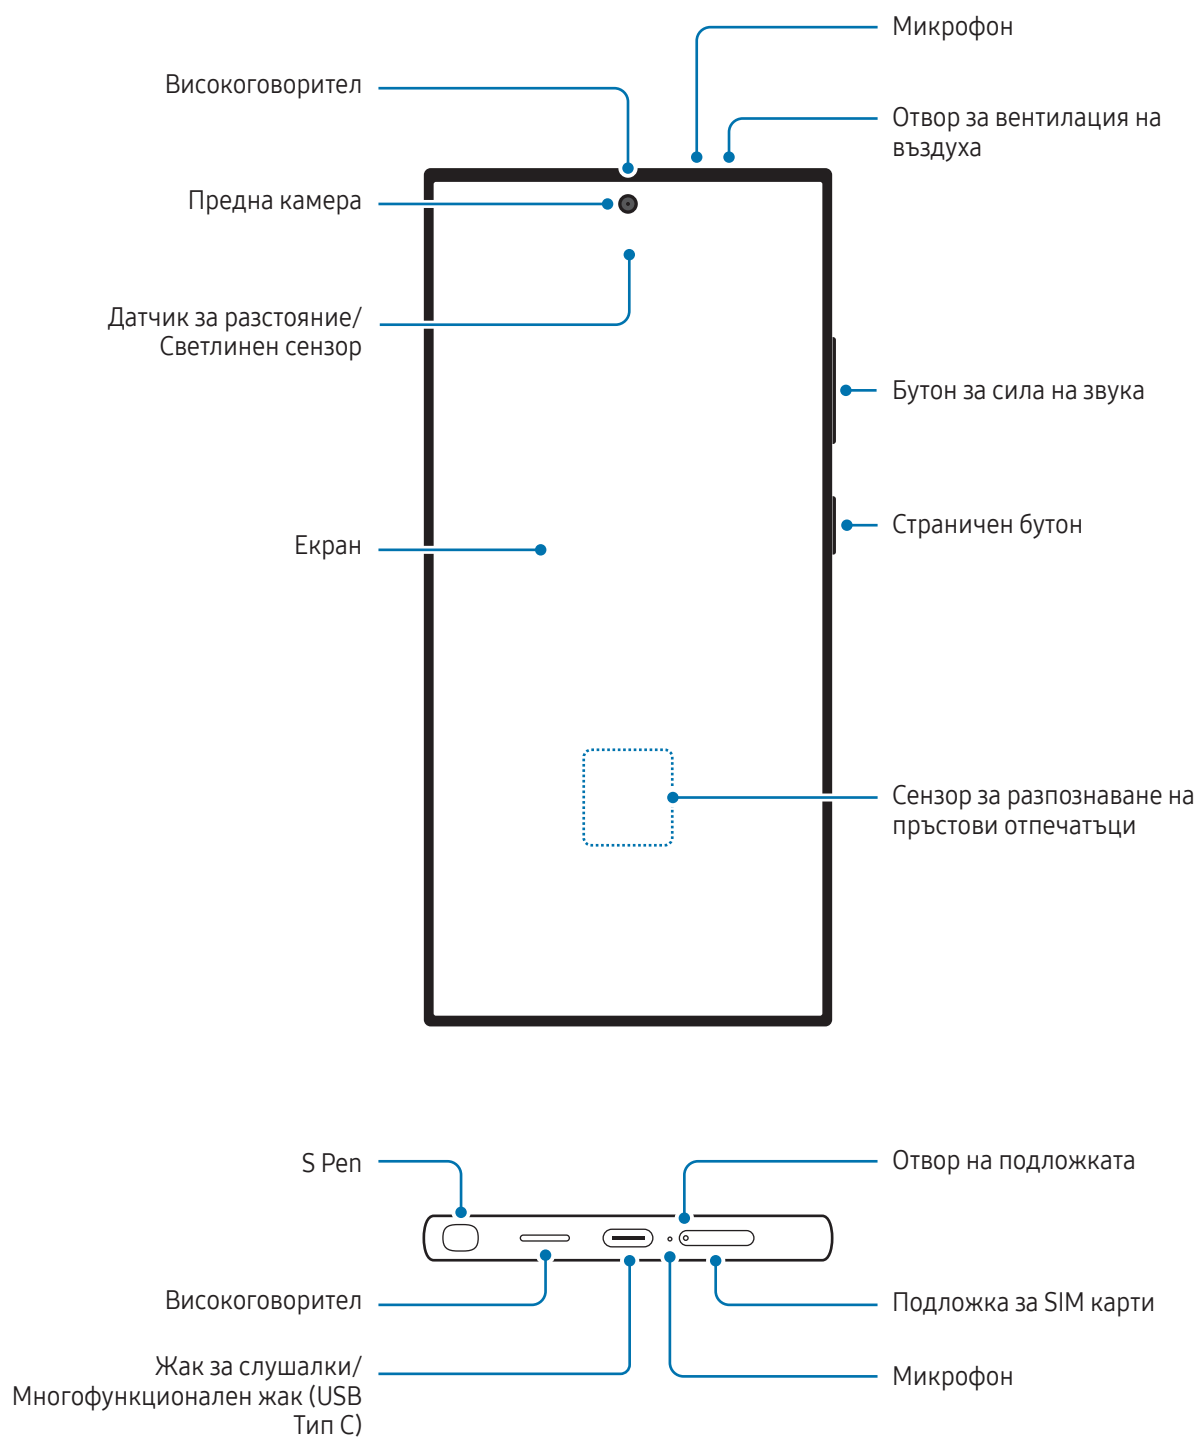 Микрофон
Високоговорител
Отвор за вентилация на
въздуха
Предна камера
Датчик за разстояние/
Светлинен сензор
Бутон за сила на звука
Страничен бутон
Екран
Сензор за разпознаване на
пръстови отпечатъци
S Pen
Отвор на подложката
Високоговорител
Подложка за SIM карти
Жак за слушалки/
Многофункционален жак (USB
Тип C)
Микрофон